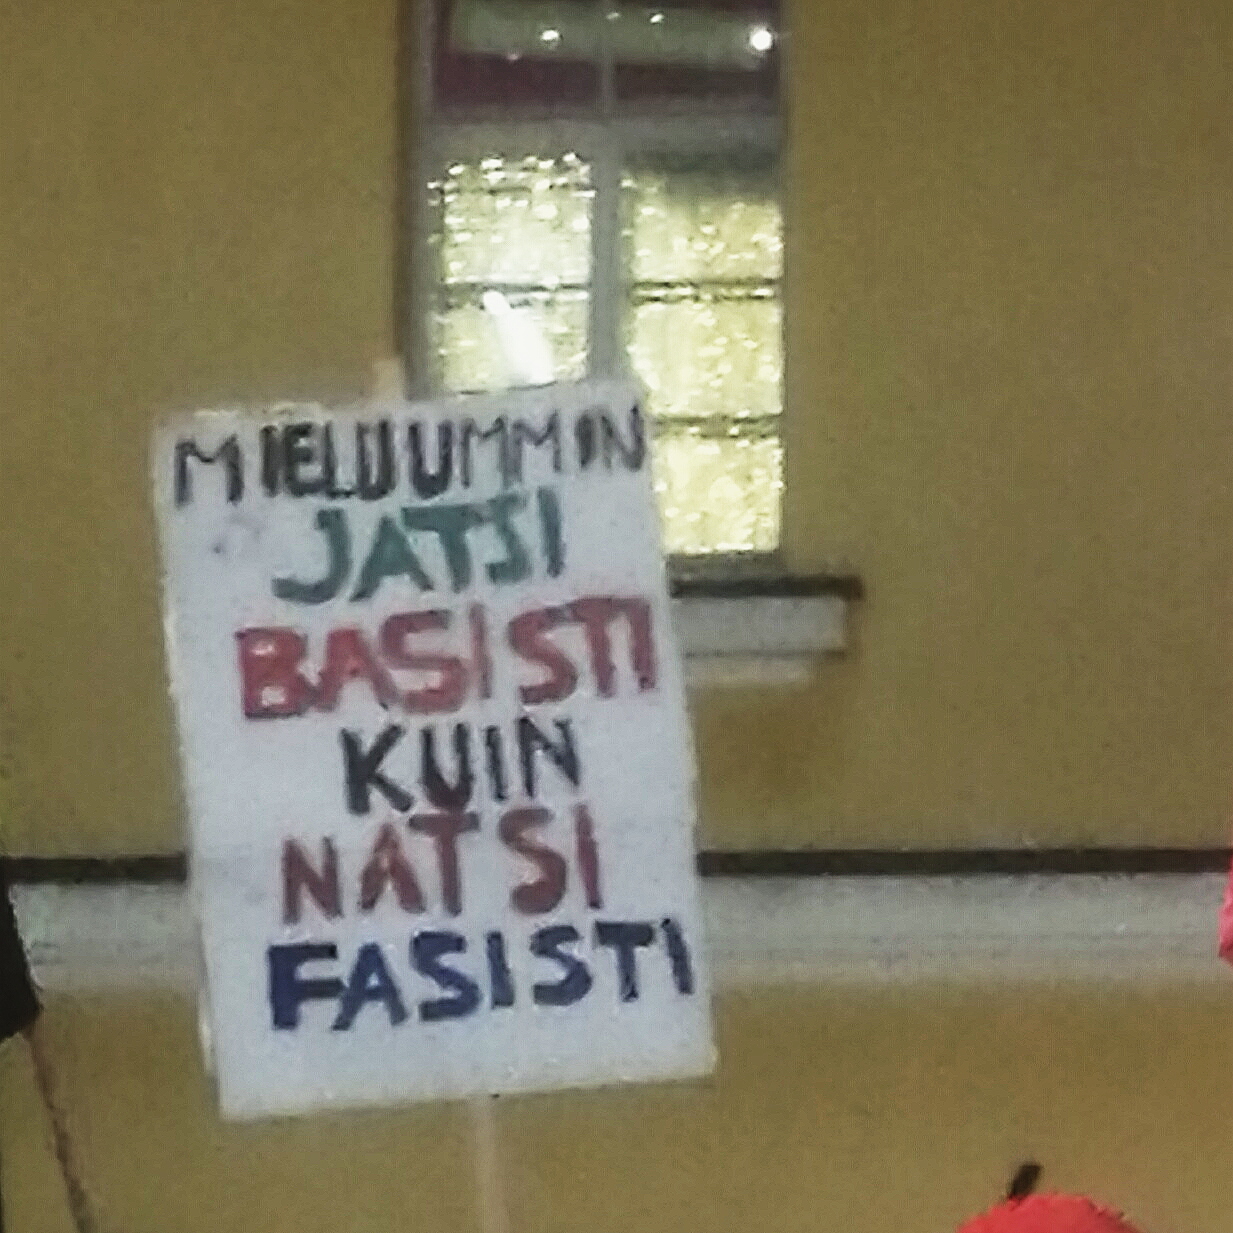 MIELUUMMIN
JATSI
BASISTI
KUIN
NATSI
FASISTI